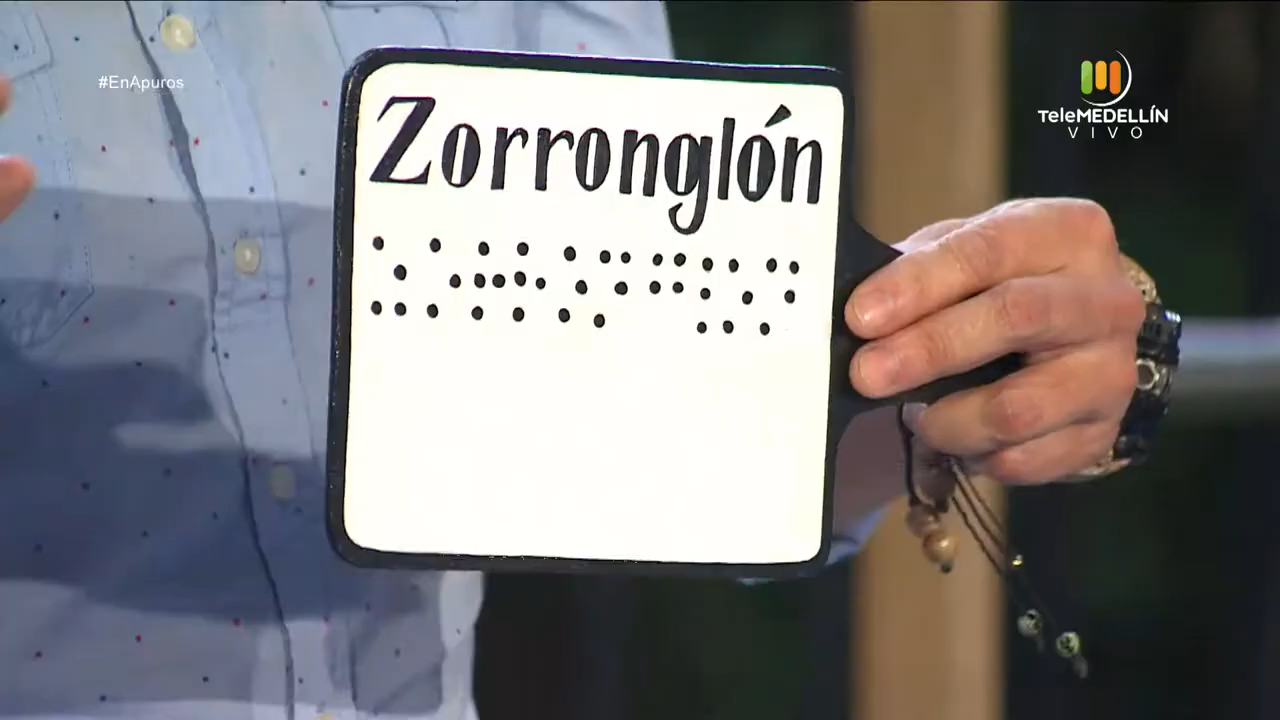 #EnApuros
TeleMEDELLÍN
VIVO
Zorronglón
⠵⠕⠗⠗⠕⠝⠛⠇⠕⠝